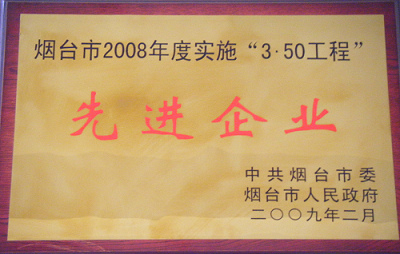 烟台市2008年度实施“3·50工程”
先进企业
中共烟台市委
烟台市人民政府
二〇〇九年二月